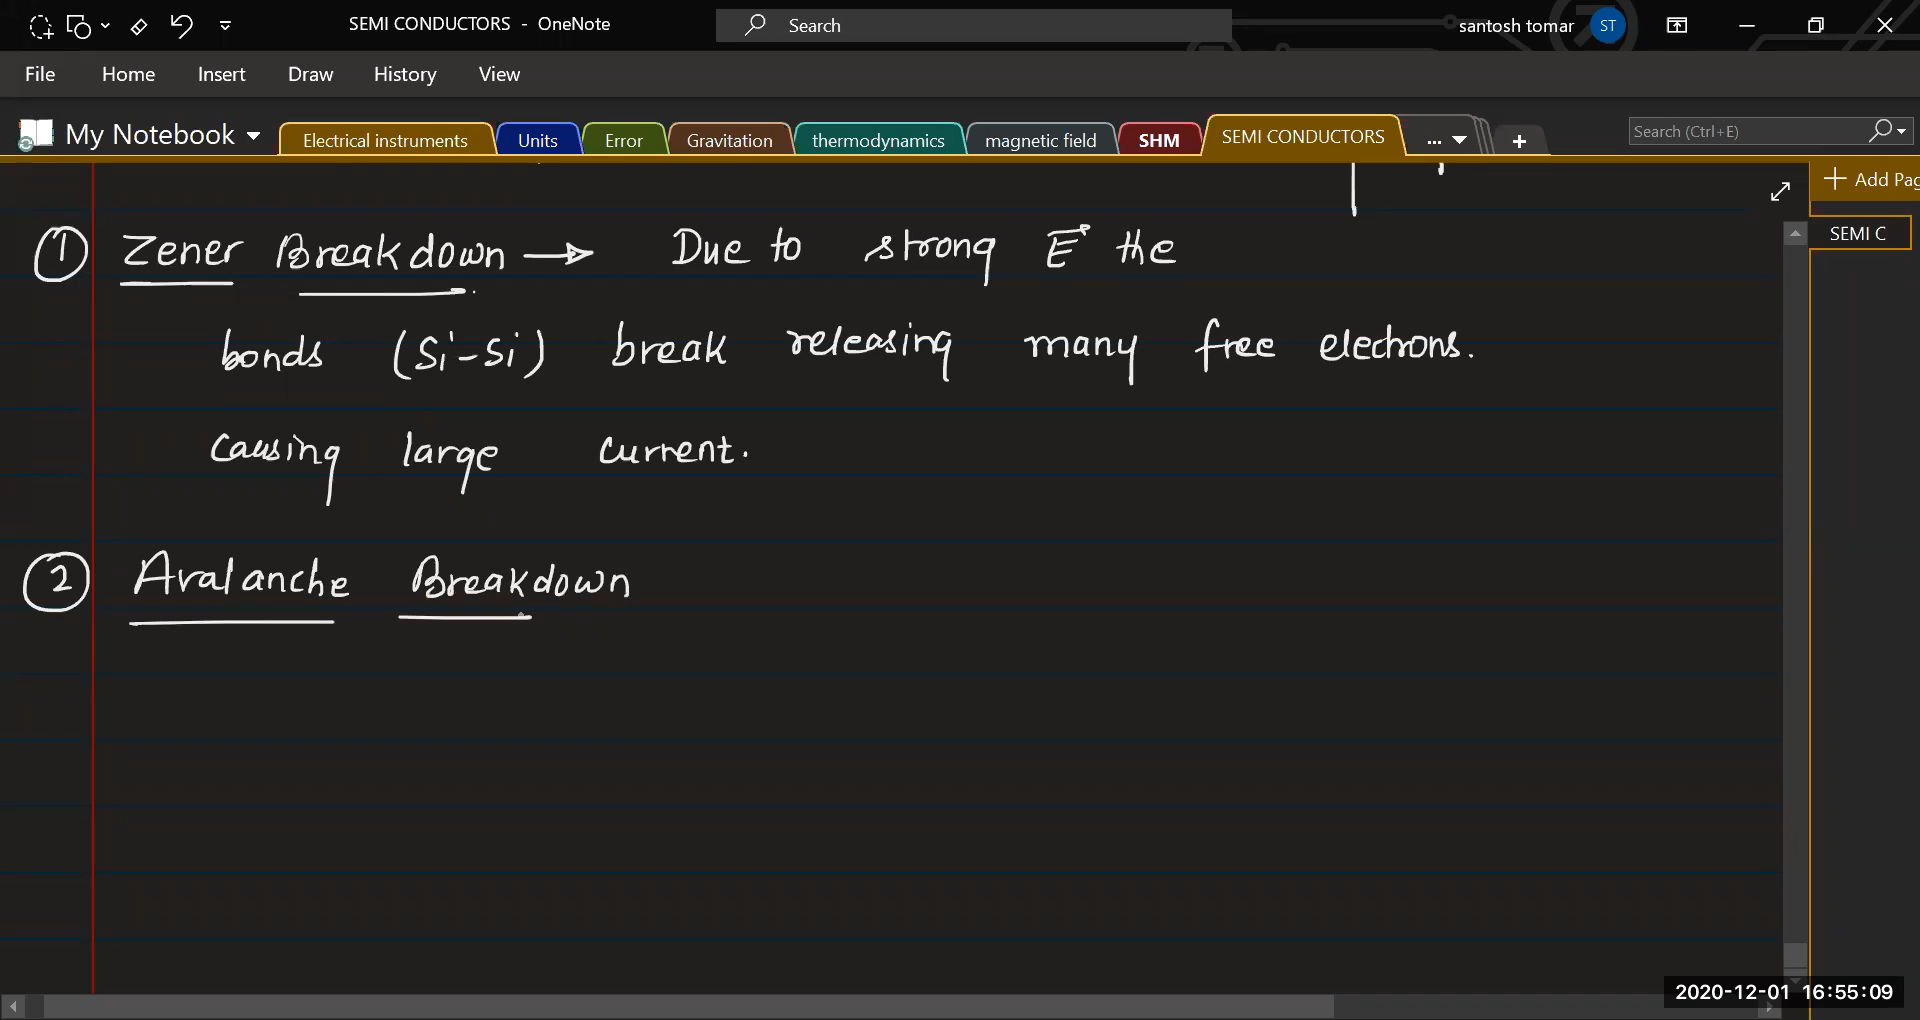 SEMI CONDUCTORS - OneNote
Search
santosh tomar ST
File Home Insert Draw History View
My Notebook
Electrical instruments Units Error Gravitation thermodynamics magnetic field SHM SEMI CONDUCTORS ... +
Search (Ctrl+E)
+ Add Pag
SEMI C
① Zener Breakdown → Due to strong E⃗ the
bonds (Si-Si) break releasing many free electrons.
causing large current.
② Avalanche Breakdown
2020-12-01 16:55:09